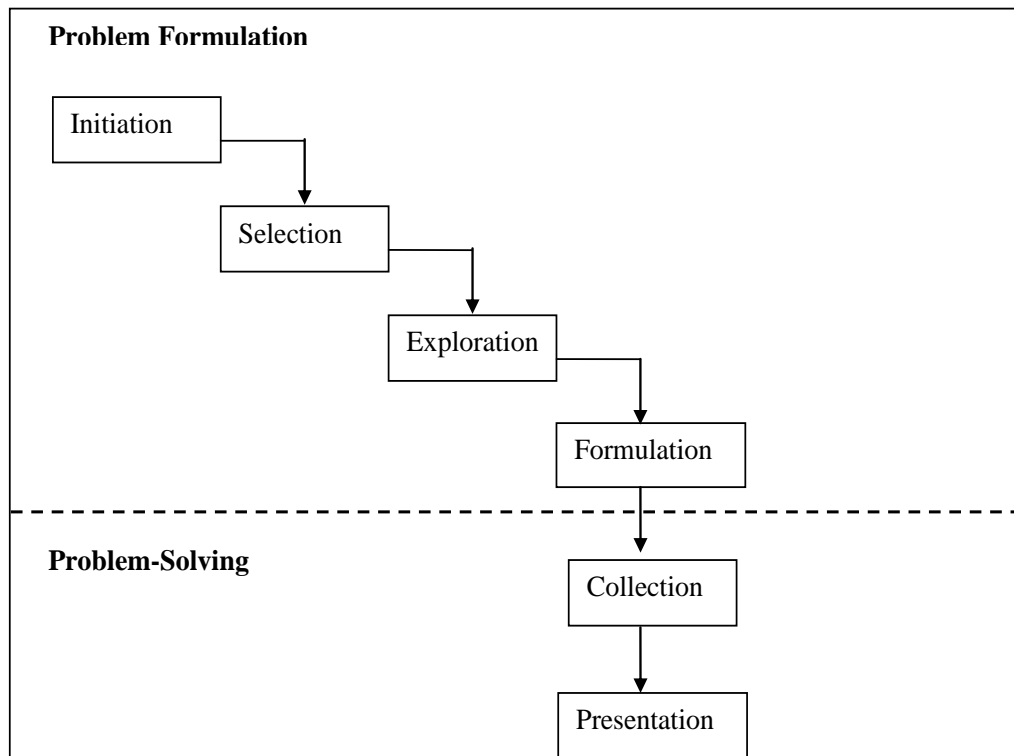 Problem Formulation
Initiation
Selection
Exploration
Formulation
Problem-Solving
Collection
Presentation